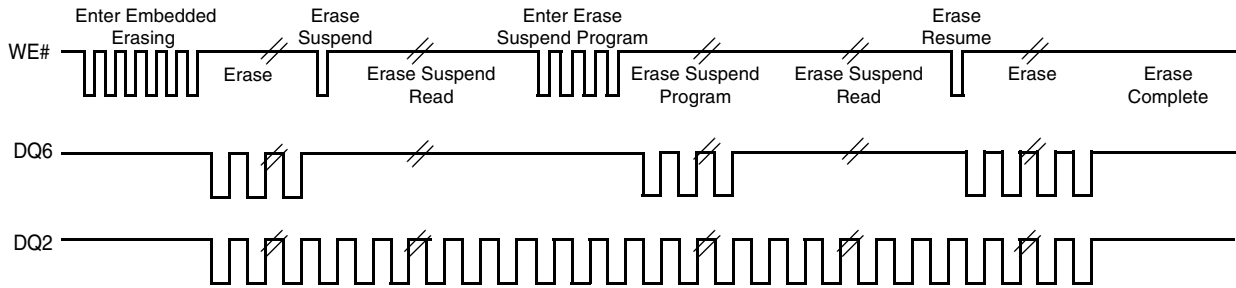 Enter Embedded
Erasing
Erase
Suspend
Enter Erase
Suspend Program
Erase
Resume
WE#
Erase
Erase Suspend
Read
Erase Suspend
Program
Erase Suspend
Read
Erase
Erase
Complete
DQ6
DQ2